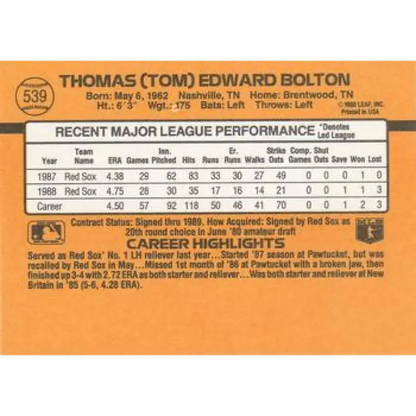 539
THOMAS (TOM) EDWARD BOLTON
Born: May 6, 1962 Nashville, TN Home: Brentwood, TN
Ht.: 6'3" Wgt.: 175 Bats: Left Throws: Left
© 1988 LEAF, INC.
Printed in USA
RECENT MAJOR LEAGUE PERFORMANCE *Denotes Led League
Year Team Name ERA Games Inn. Pitched Hits Runs Er. Runs Walks Strike Outs Comp. Games Shut Outs Save Won Lost
1987 Red Sox 4.38 29 62 83 33 30 27 49 0 0 0 1 0
1988 Red Sox 4.75 28 30 35 17 16 14 21 0 0 1 1 3
Career 4.50 57 92 118 50 46 41 70 0 0 1 2 3
Contract Status: Signed thru 1989. How Acquired: Signed by Red Sox as
20th round choice in June '80 amateur draft
CAREER HIGHLIGHTS
Served as Red Sox' No. 1 LH reliever last year...Started '87 season at Pawtucket, but was
recalled by Red Sox in May...Missed 1st month of '86 at Pawtucket with a broken jaw, then
finished up 3-4 with 2.72 ERA as both starter and reliever...Was both starter and reliever at New
Britain in '85 (5-6, 4.28 ERA).